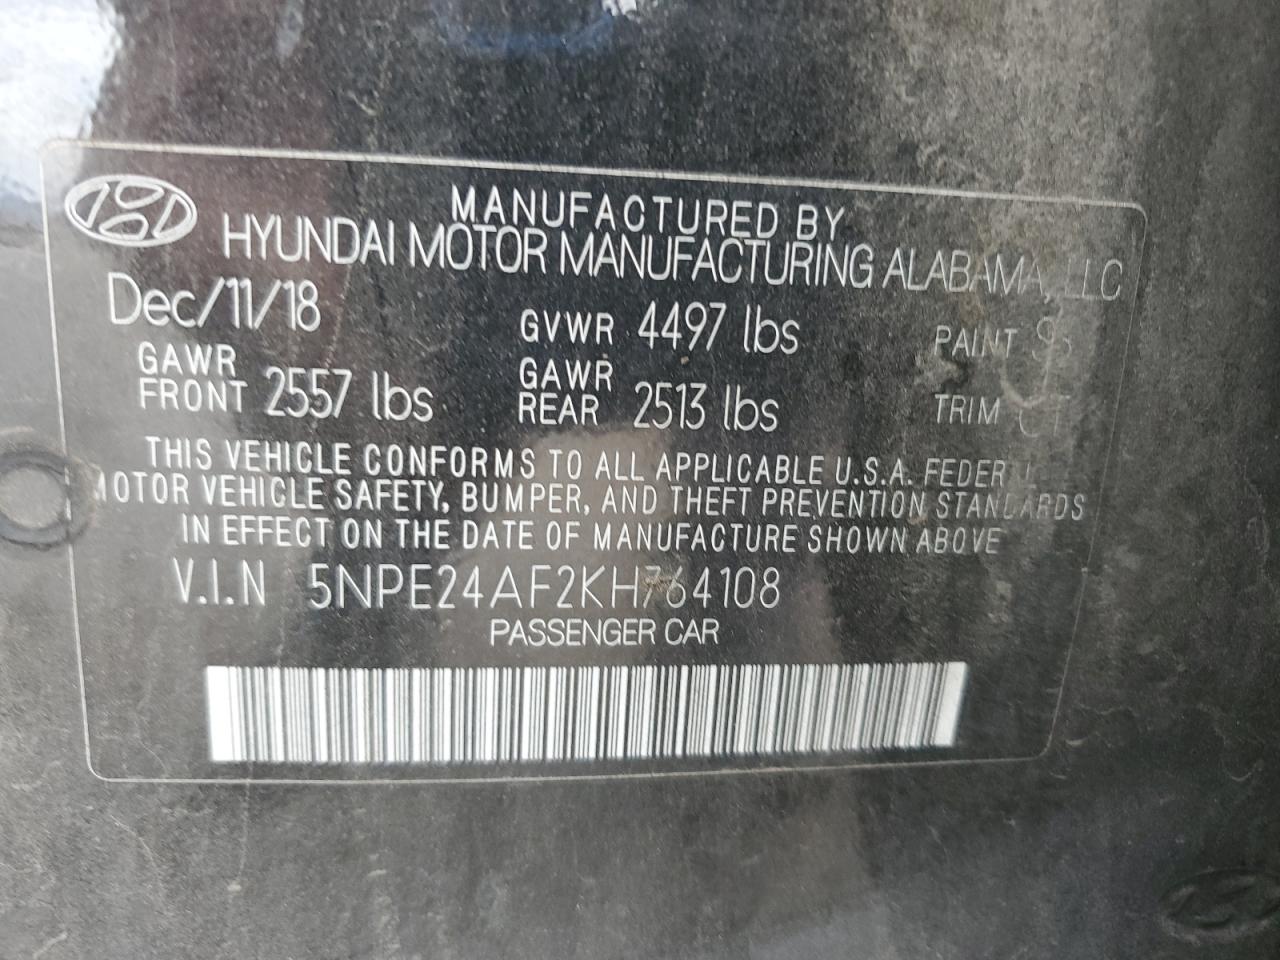 MANUFACTURED BY
HYUNDAI MOTOR MANUFACTURING ALABAMA, LLC
Dec/11/18 GVWR 4497 lbs PAINT
GAWR FRONT 2557 lbs GAWR REAR 2513 lbs TRIM
THIS VEHICLE CONFORMS TO ALL APPLICABLE U.S.A.
MOTOR VEHICLE SAFETY, BUMPER, AND THEFT PREVENTION STANDARDS
IN EFFECT ON THE DATE OF MANUFACTURE SHOWN ABOVE
V.I.N 5NPE24AF2KH764108
PASSENGER CAR